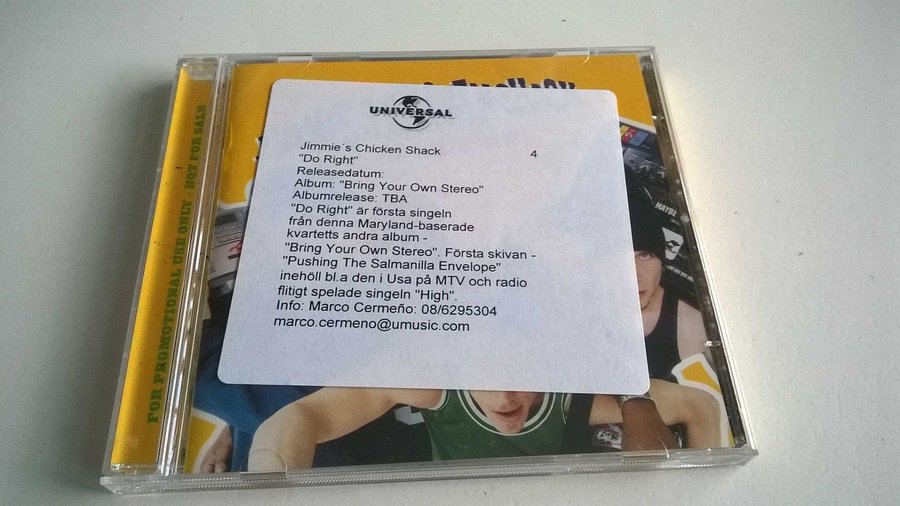 UNIVERSAL
Jimmie´s Chicken Shack 4
"Do Right"
Releasedatum:
Album: "Bring Your Own Stereo"
Albumrelease: TBA
"Do Right" är första singeln
från denna Maryland-baserade
kvartetts andra album -
"Bring Your Own Stereo". Första skivan -
"Pushing The Salmanilla Envelope"
inehöll bl.a den i Usa på MTV och radio
flitigt spelade singeln "High".
Info: Marco Cermeño: 08/6295304
marco.cermeno@umusic.com
FOR PROMOTIONAL USE ONLY - NOT FOR SALE
MAYBE